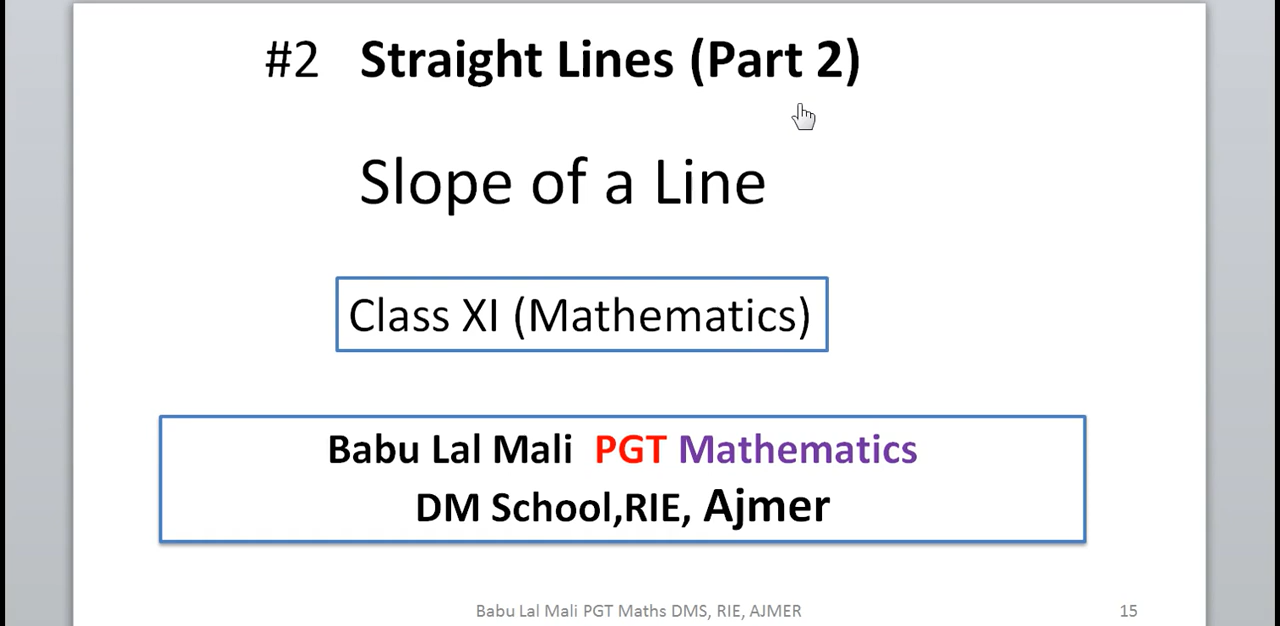 #2 Straight Lines (Part 2)
Slope of a Line
Class XI (Mathematics)
Babu Lal Mali PGT Mathematics
DM School,RIE, Ajmer
Babu Lal Mali PGT Maths DMS, RIE, AJMER 15